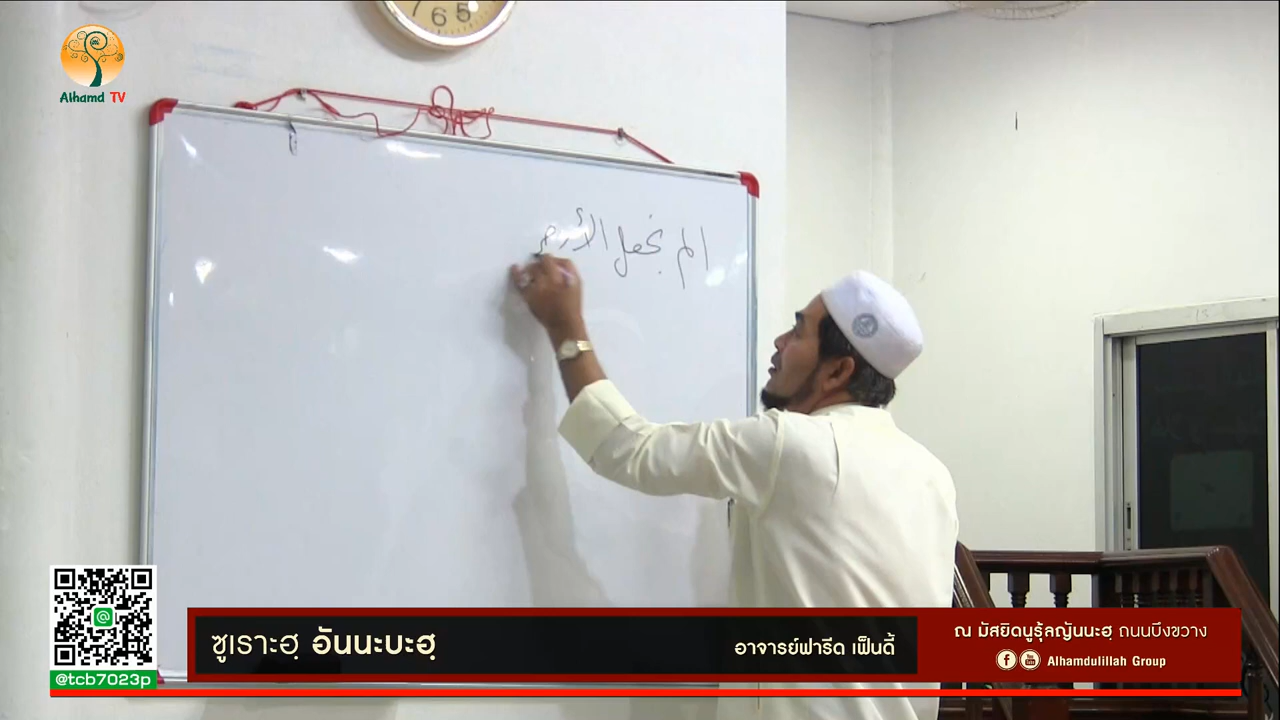 7 6 5
Alhamd TV
الم نجعل الأرض
@tcb7023p
ซูเราะฮฺ อันนะบะฮฺ
อาจารย์ฟารีด เฟ็นดี้
ณ มัสยิดนูรุ้ลญันนะฮฺ ถนนบึงขวาง
Alhamdulillah Group